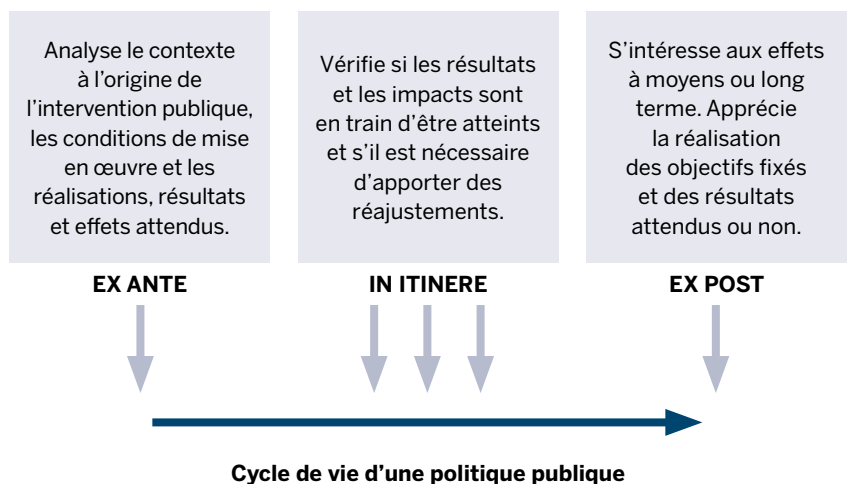 Analyse le contexte
à l'origine de
l'intervention publique,
les conditions de mise
en œuvre et les
réalisations, résultats
et effets attendus.
EX ANTE
Vérifie si les résultats
et les impacts sont
en train d'être atteints
et s'il est nécessaire
d'apporter des
réajustements.
IN ITINERE
S'intéresse aux effets
à moyens ou long
terme. Apprécie
la réalisation
des objectifs fixés
et des résultats
attendus ou non.
EX POST
Cycle de vie d'une politique publique